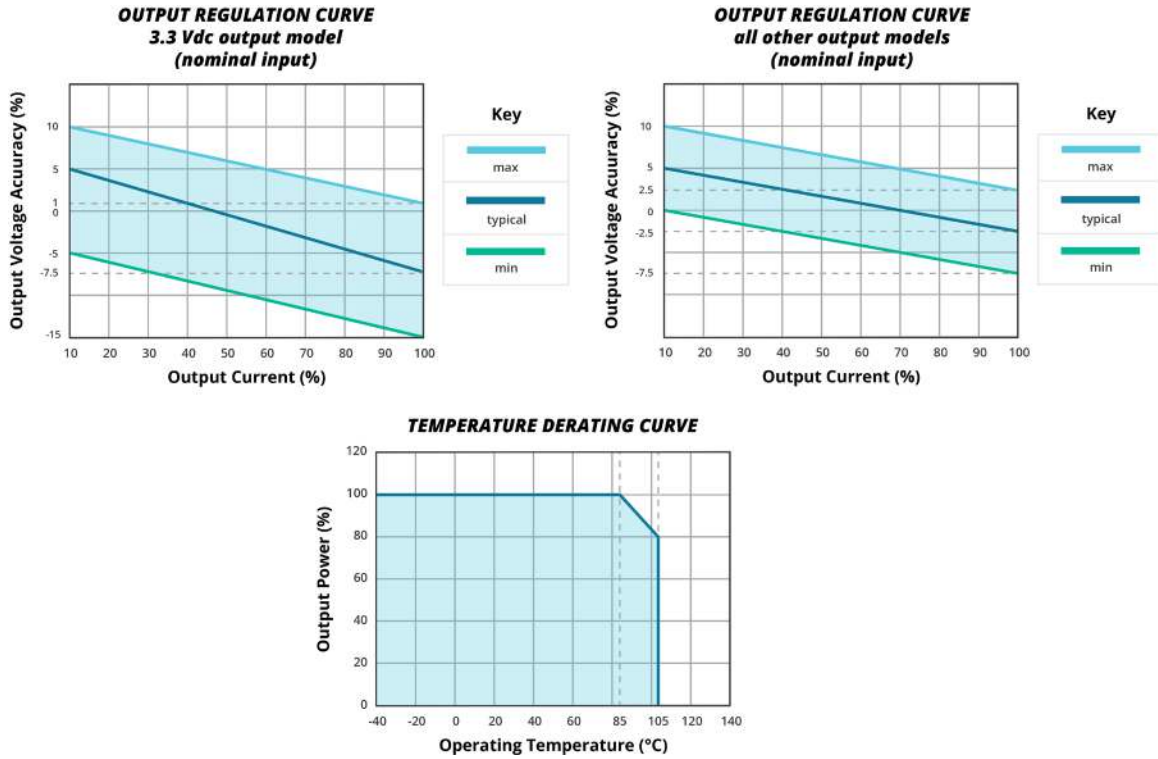 OUTPUT REGULATION CURVE
3.3 Vdc output model
(nominal input)
Output Voltage Acuuracy (%)
10
5
1
0
-5
-7.5
-15
10 20 30 40 50 60 70 80 90 100
Output Current (%)
Key
max
typical
min
OUTPUT REGULATION CURVE
all other output models
(nominal input)
Output Voltage Acuuracy (%)
10
5
2.5
0
-2.5
-7.5
10 20 30 40 50 60 70 80 90 100
Output Current (%)
Key
max
typical
min
TEMPERATURE DERATING CURVE
Output Power (%)
120
100
80
60
40
20
0
-40 -20 0 20 40 60 85 105 120 140
Operating Temperature (°C)